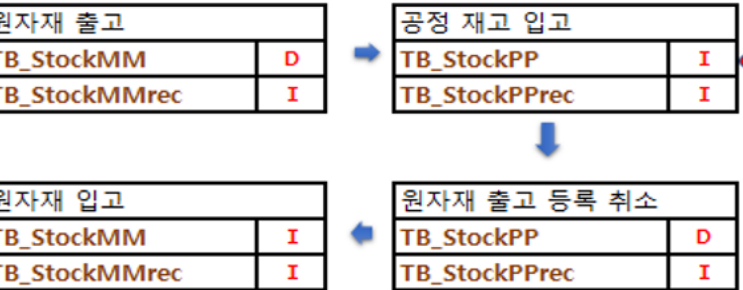 원자재 출고
TB_StockMM D
TB_StockMMrec I
공정 재고 입고
TB_StockPP I
TB_StockPPrec I
원자재 입고
TB_StockMM I
TB_StockMMrec I
원자재 출고 등록 취소
TB_StockPP D
TB_StockPPrec I